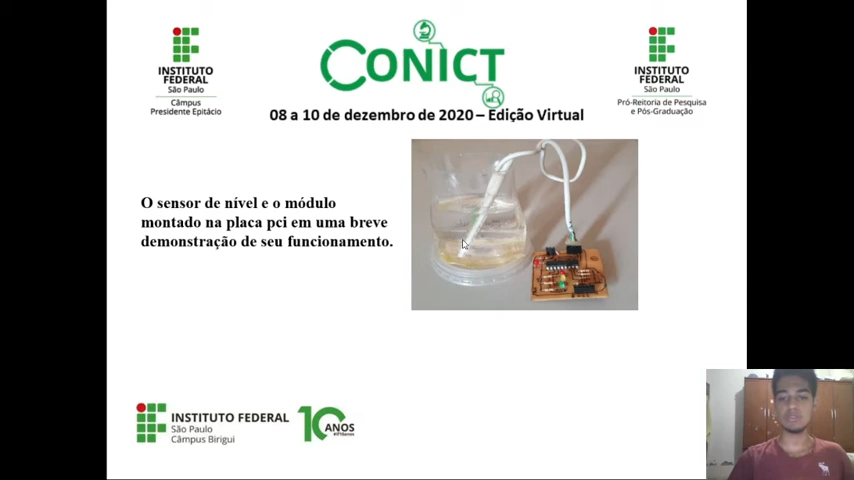 INSTITUTO
FEDERAL
São Paulo
Câmpus
Presidente Epitácio
CONICT
INSTITUTO
FEDERAL
São Paulo
Pró-Reitoria de Pesquisa
e Pós-Graduação
08 a 10 de dezembro de 2020 – Edição Virtual
O sensor de nível e o módulo
montado na placa pci em uma breve
demonstração de seu funcionamento.
INSTITUTO FEDERAL
São Paulo
Câmpus Birigui
10 ANOS